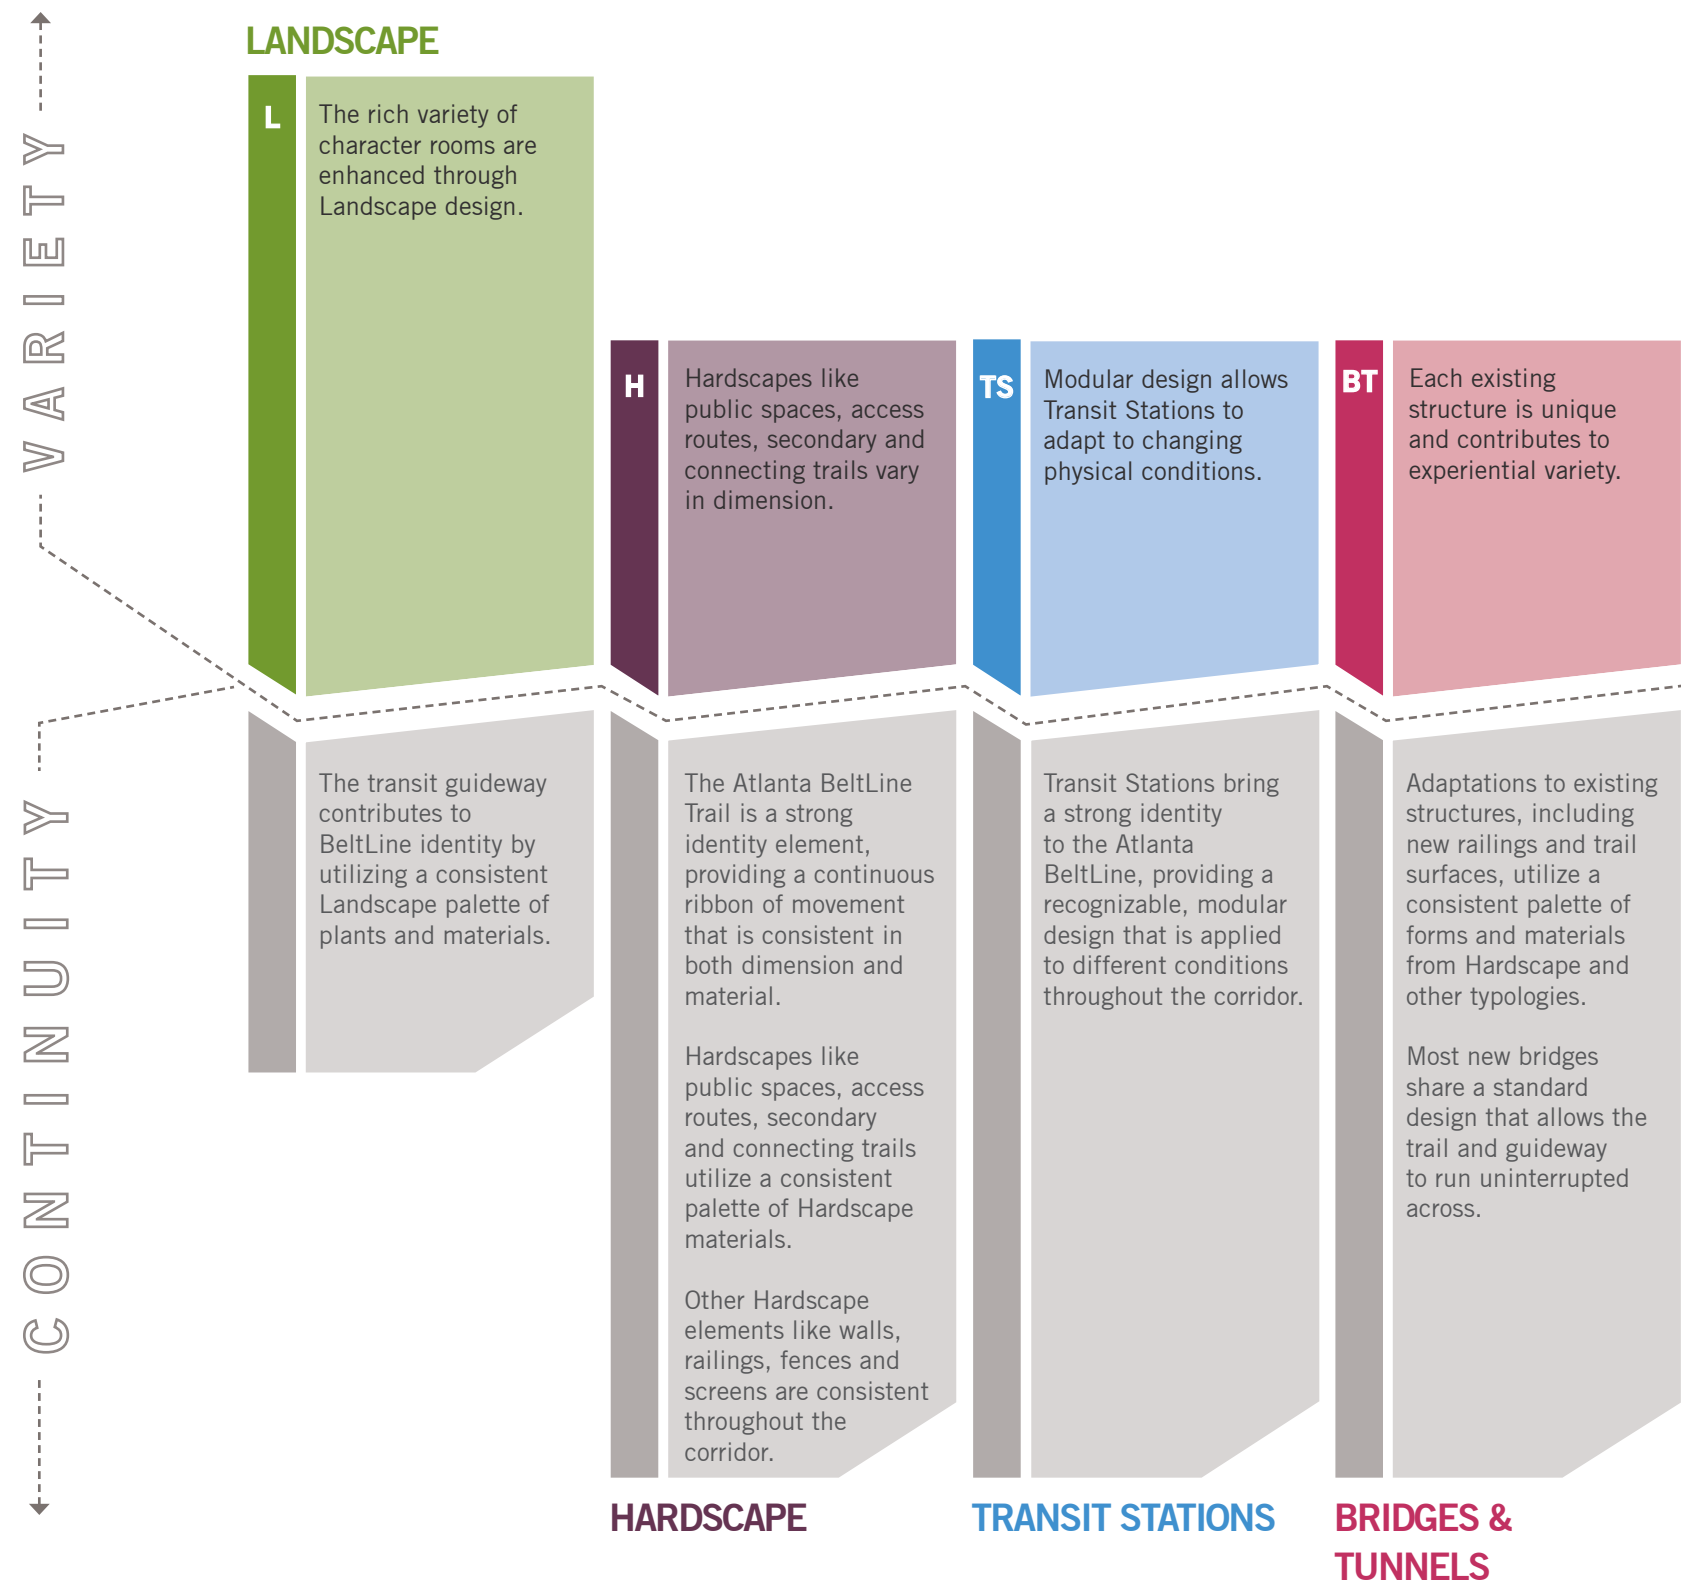 VARIETY
CONTINUITY
LANDSCAPE
L
The rich variety of
character rooms are
enhanced through
Landscape design.
The transit guideway
contributes to
BeltLine identity by
utilizing a consistent
Landscape palette of
plants and materials.
H
Hardscapes like
public spaces, access
routes, secondary and
connecting trails vary
in dimension.
The Atlanta BeltLine
Trail is a strong
identity element,
providing a continuous
ribbon of movement
that is consistent in
both dimension and
material.
Hardscapes like
public spaces, access
routes, secondary
and connecting trails
utilize a consistent
palette of Hardscape
materials.
Other Hardscape
elements like walls,
railings, fences and
screens are consistent
throughout the
corridor.
HARDSCAPE
TS
Modular design allows
Transit Stations to
adapt to changing
physical conditions.
Transit Stations bring
a strong identity
to the Atlanta
BeltLine, providing a
recognizable, modular
design that is applied
to different conditions
throughout the corridor.
TRANSIT STATIONS
BT
Each existing
structure is unique
and contributes to
experiential variety.
Adaptations to existing
structures, including
new railings and trail
surfaces, utilize a
consistent palette of
forms and materials
from Hardscape and
other typologies.
Most new bridges
share a standard
design that allows the
trail and guideway
to run uninterrupted
across.
BRIDGES &
TUNNELS